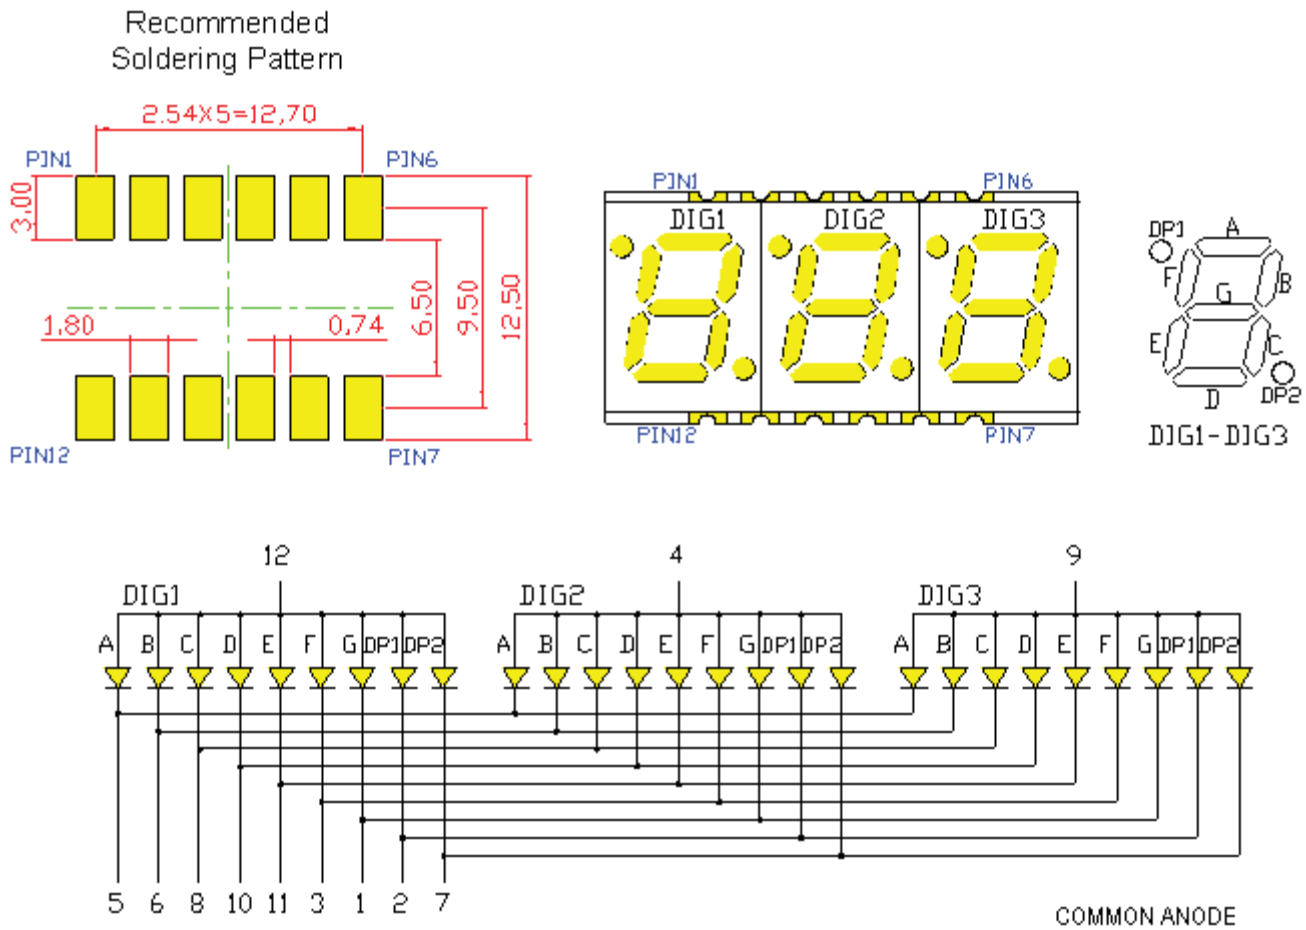 Recommended
Soldering Pattern
2.54X5=12,70
PIN1
PIN6
3.00
6.50
9.50
12.50
1.80
0.74
PIN12
PIN7
PIN1
PIN6
DIG1
DIG2
DIG3
PIN12
PIN7
DP1
A
F
B
G
E
C
D
DP2
DIG1-DIG3
12
4
9
DIG1
DIG2
DIG3
A B C D E F G DP1 DP2
A B C D E F G DP1 DP2
A B C D E F G DP1 DP2
5 6 8 10 11 3 1 2 7
COMMON ANODE